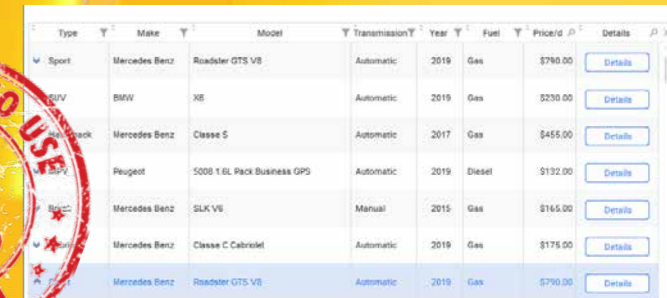 Type Make Model Transmission Year Fuel Price/d Details
Sport Mercedes Benz Roadster GTS V8 Automatic 2019 Gas $790.00 Details
SUV BMW X6 Automatic 2019 Gas $230.00 Details
Mercedes Benz Classe S Automatic 2017 Gas $455.00 Details
Peugeot 5008 1.6L Pack Business GPS Automatic 2019 Diesel $132.00 Details
Mercedes Benz SLK V6 Manual 2015 Gas $165.00 Details
Mercedes Benz Classe C Cabriolet Automatic 2019 Gas $175.00 Details
Mercedes Benz Roadster GTS V8 Automatic 2019 Gas $790.00 Details
O USE